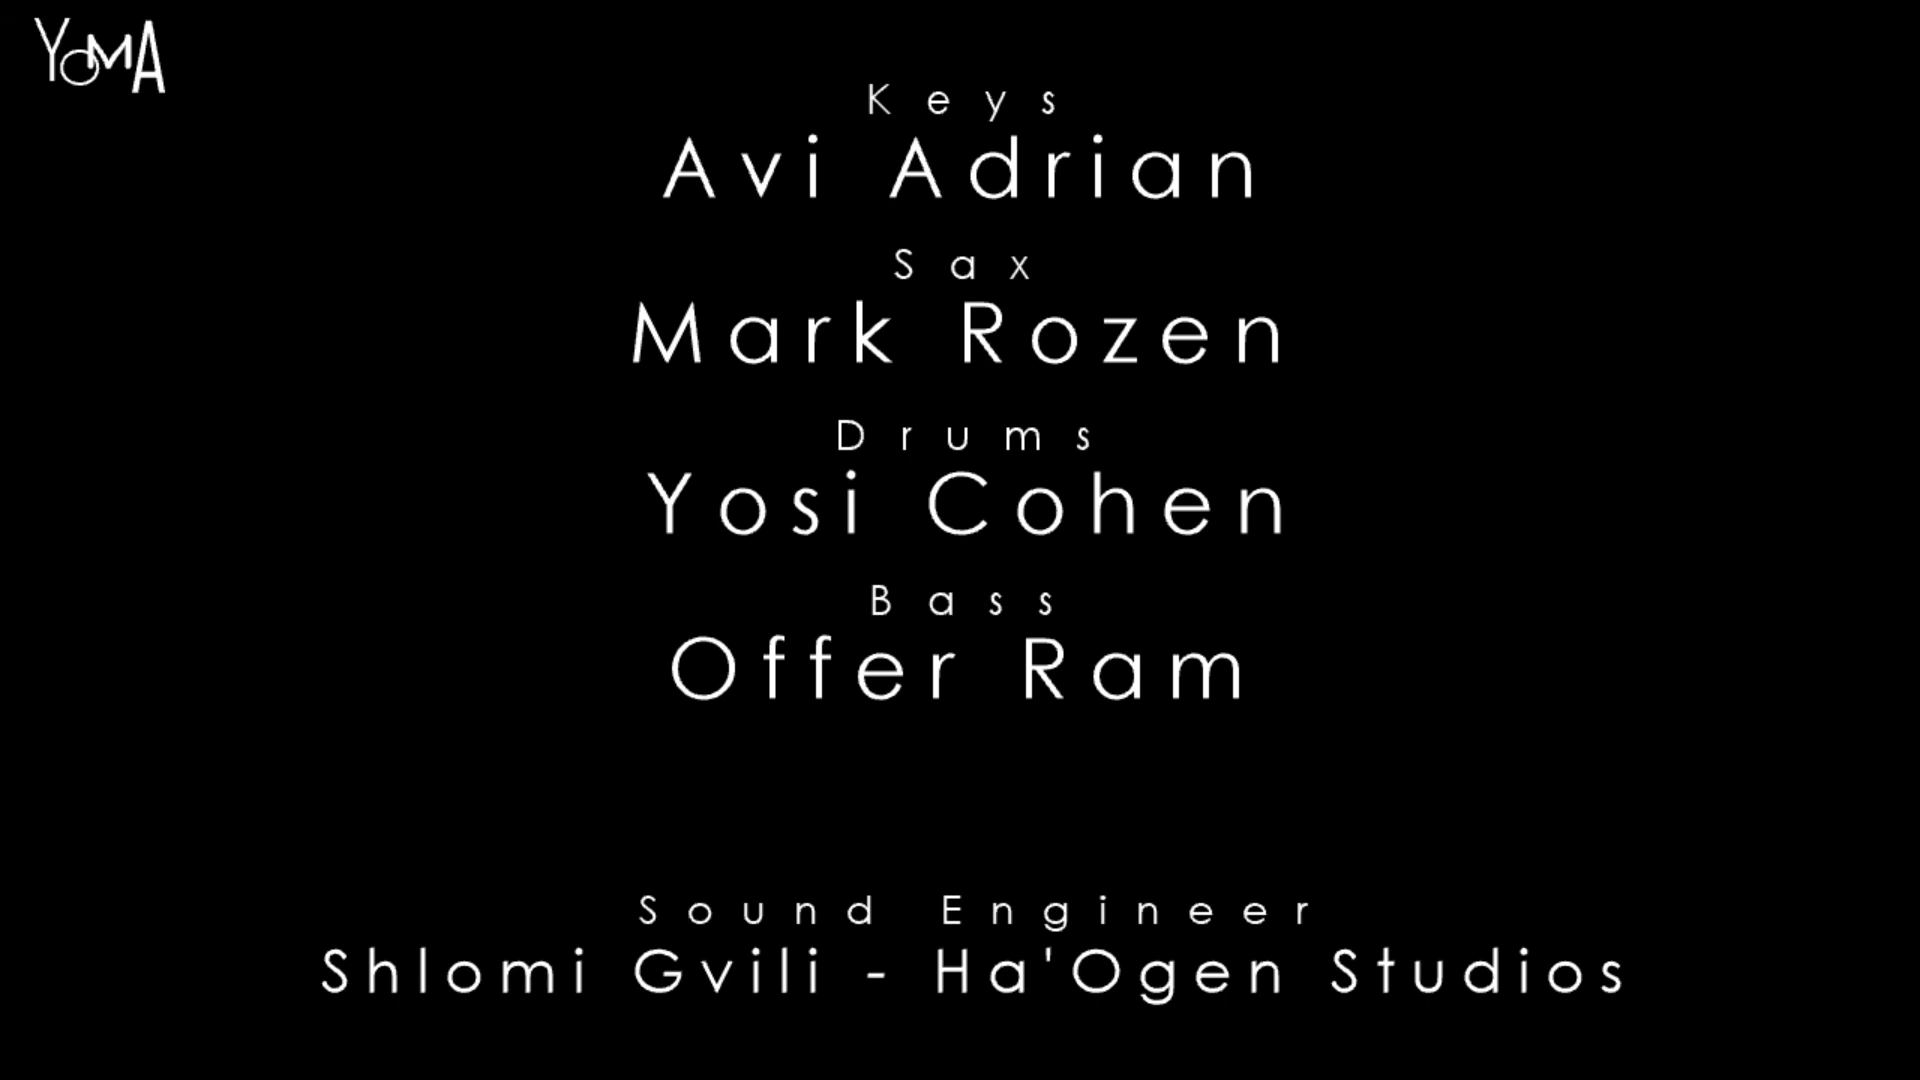 YOMA
Keys
Avi Adrian
Sax
Mark Rozen
Drums
Yosi Cohen
Bass
Offer Ram
Sound Engineer
Shlomi Gvili - Ha'Ogen Studios